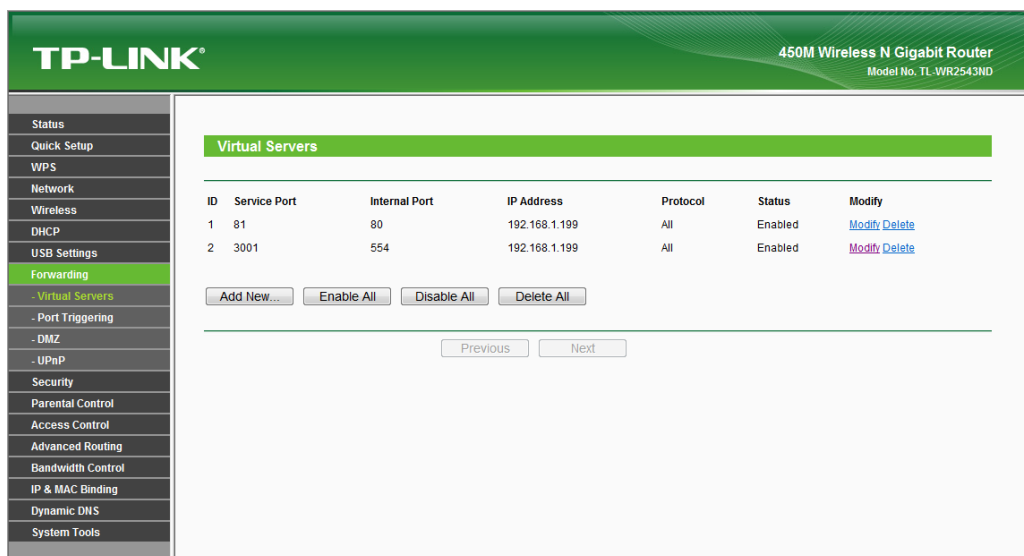 TP-LINK®
450M Wireless N Gigabit Router
Model No. TL-WR2543ND
Status
Quick Setup
WPS
Network
Wireless
DHCP
USB Settings
Forwarding
- Virtual Servers
- Port Triggering
- DMZ
- UPnP
Security
Parental Control
Access Control
Advanced Routing
Bandwidth Control
IP & MAC Binding
Dynamic DNS
System Tools
Virtual Servers
ID Service Port Internal Port IP Address Protocol Status Modify
1 81 80 192.168.1.199 All Enabled Modify Delete
2 3001 554 192.168.1.199 All Enabled Modify Delete
Add New... Enable All Disable All Delete All
Previous Next